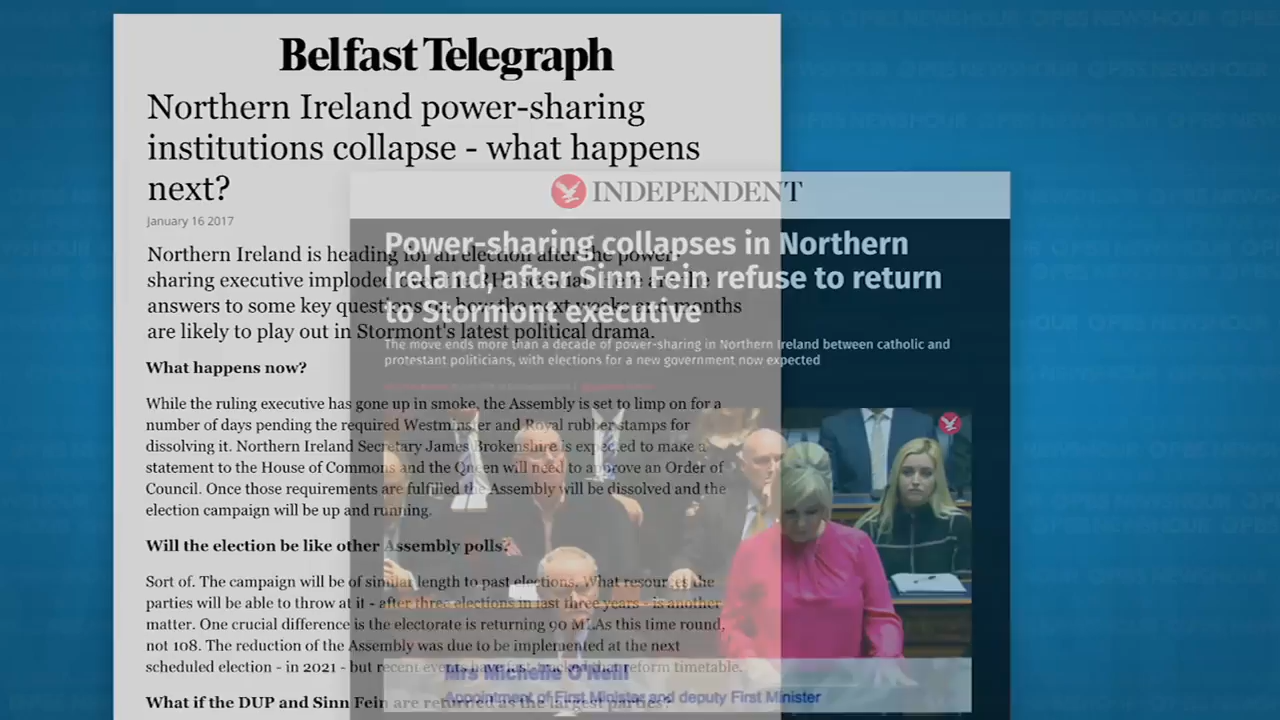 @PBS NEWSHOUR
Belfast Telegraph
Northern Ireland power-sharing
institutions collapse - what happens
next?
January 16 2017
Northern Ireland is heading for an election after the power-
sharing executive imploded over the RHI scandal. Here are the
answers to some key questions on how the next weeks and months
are likely to play out in Stormont's latest political drama.
What happens now?
While the ruling executive has gone up in smoke, the Assembly is set to limp on for a
number of days pending the required Westminster and Royal rubber stamps for
dissolving it. Northern Ireland Secretary James Brokenshire is expected to make a
statement to the House of Commons and the Queen will need to approve an Order of
Council. Once those requirements are fulfilled the Assembly will be dissolved and the
election campaign will be up and running.
Will the election be like other Assembly polls?
Sort of. The campaign will be of similar length to past elections. What resources the
parties will be able to throw at it - after three elections in last three years - is another
matter. One crucial difference is the electorate is returning 90 MLAs this time round,
not 108. The reduction of the Assembly was due to be implemented at the next
scheduled election - in 2021 - but recent events have fast-tracked that reform timetable.
What if the DUP and Sinn Fein are returned as the largest parties?
INDEPENDENT
Power-sharing collapses in Northern
Ireland, after Sinn Fein refuse to return
to Stormont executive
The move ends more than a decade of power-sharing in Northern Ireland between catholic and
protestant politicians, with elections for a new government now expected
Mrs Michelle O'Neill
Appointment of First Minister and deputy First Minister